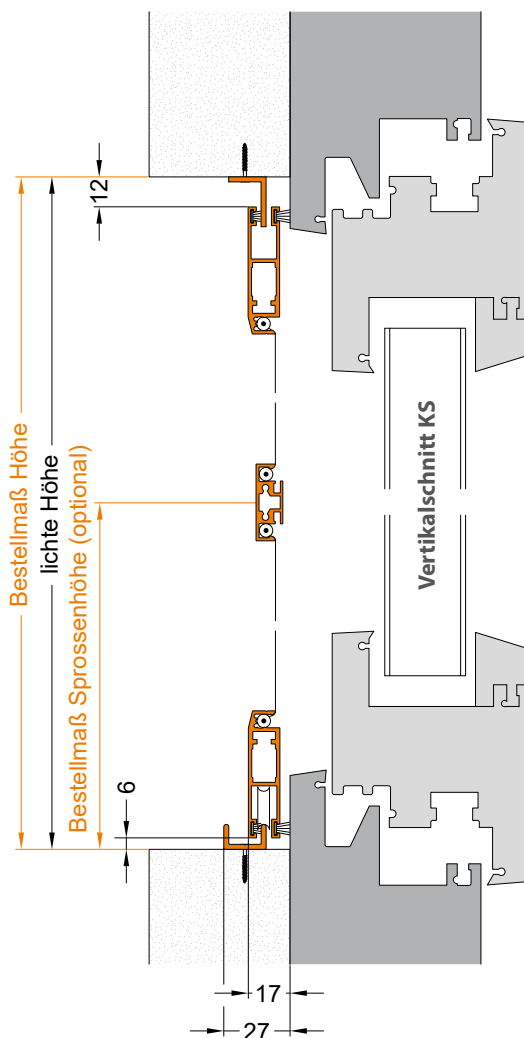 12
Bestellmaß Höhe
lichte Höhe
Bestellmaß Sprossenhöhe (optional)
Vertikalschnitt KS
6
17
27